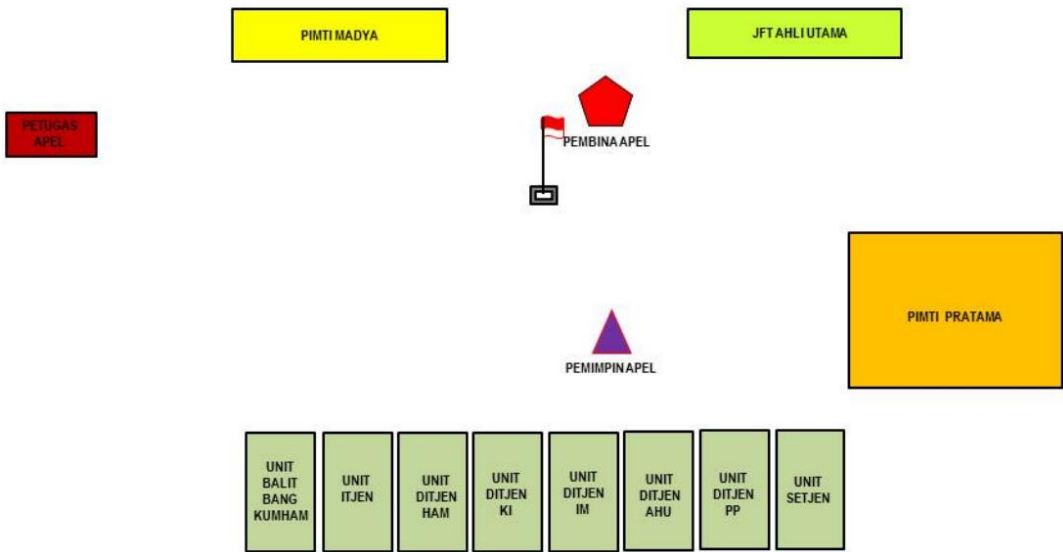 PIMTI MADYA
JFT AHLI UTAMA
PETUGAS
APEL
PEMBINA APEL
PIMTI PRATAMA
PEMIMPIN APEL
UNIT
BALIT
BANG
KUMHAM
UNIT
ITJEN
UNIT
DITJEN
HAM
UNIT
DITJEN
KI
UNIT
DITJEN
IM
UNIT
DITJEN
AHU
UNIT
DITJEN
PP
UNIT
SETJEN